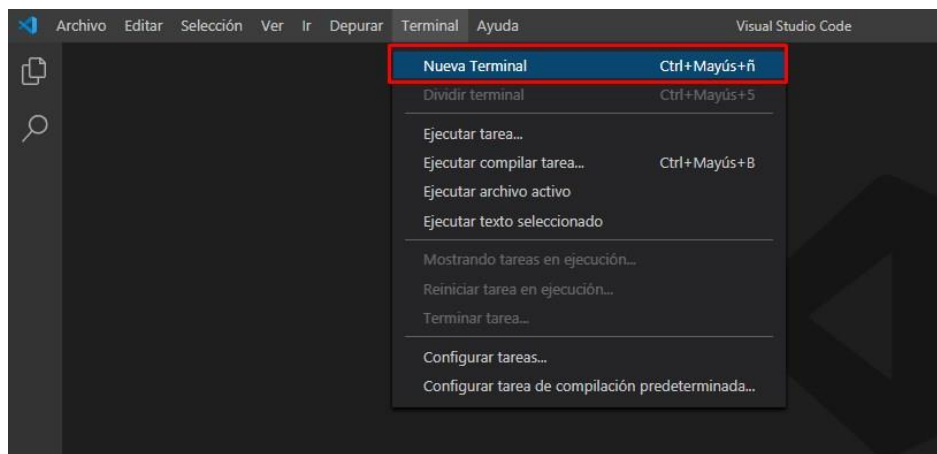 Archivo Editar Selección Ver Ir Depurar Terminal Ayuda Visual Studio Code
Nueva Terminal Ctrl+Mayús+ñ
Dividir terminal Ctrl+Mayús+5
Ejecutar tarea...
Ejecutar compilar tarea... Ctrl+Mayús+B
Ejecutar archivo activo
Ejecutar texto seleccionado
Mostrando tareas en ejecución...
Reiniciar tarea en ejecución...
Terminar tarea...
Configurar tareas...
Configurar tarea de compilación predeterminada...